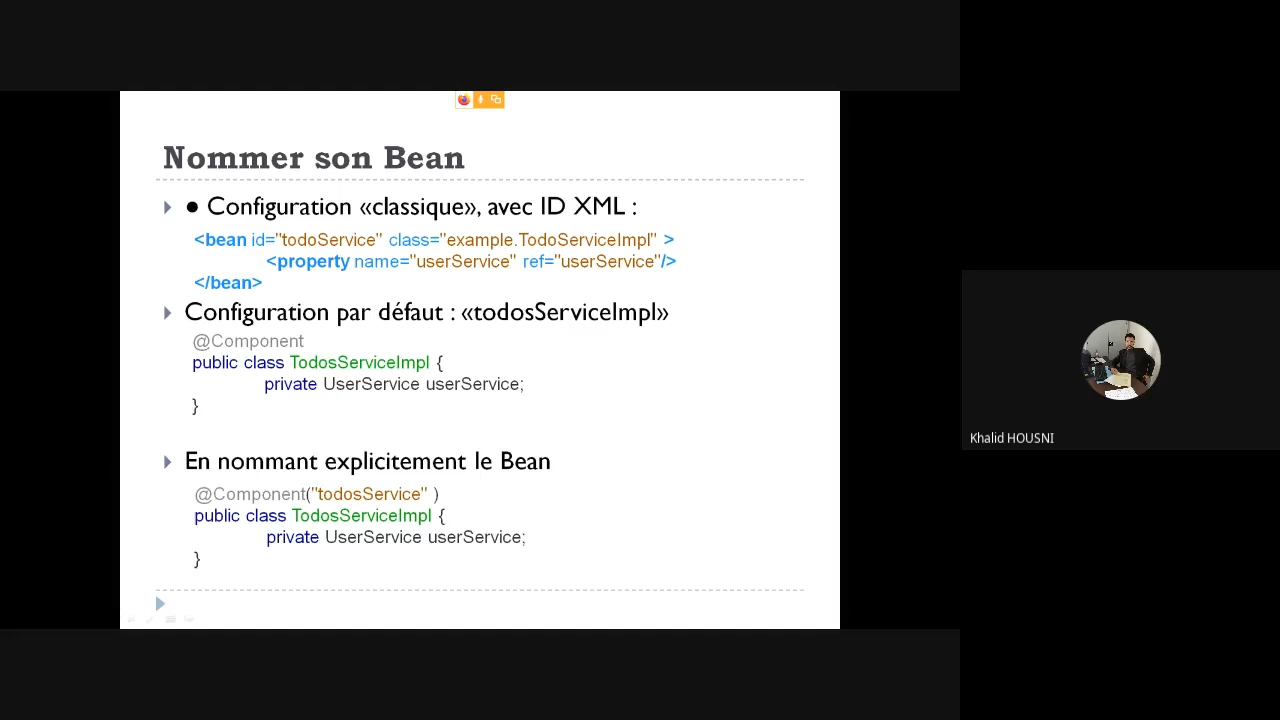 Nommer son Bean
● Configuration «classique», avec ID XML :
<bean id="todoService" class="example.TodoServiceImpl" >
<property name="userService" ref="userService"/>
</bean>
Configuration par défaut : «todosServiceImpl»
@Component
public class TodosServiceImpl {
private UserService userService;
}
En nommant explicitement le Bean
@Component("todosService" )
public class TodosServiceImpl {
private UserService userService;
}
Khalid HOUSNI